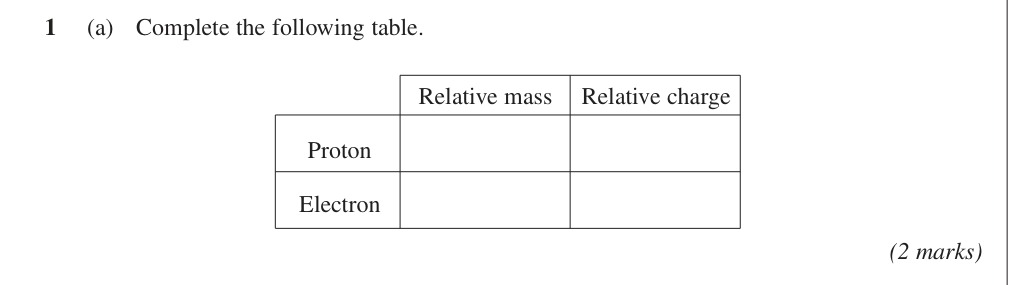 1 (a) Complete the following table.
Relative mass Relative charge
Proton
Electron
(2 marks)